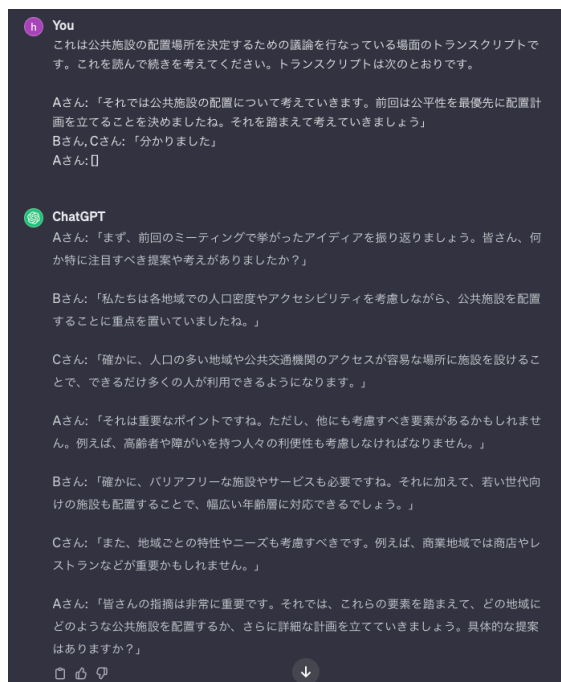 h
You
これは公共施設の配置場所を決定するための議論を行なっている場面のトランスクリプトで
す。これを読んで続きを考えてください。トランスクリプトは次のとおりです。
Aさん: 「それでは公共施設の配置について考えていきます。前回は公平性を最優先に配置計
画を立てることを決めましたね。それを踏まえて考えていきましょう」
Bさん, Cさん: 「分かりました」
Aさん: []
ChatGPT
Aさん: 「まず、前回のミーティングで挙がったアイディアを振り返りましょう。皆さん、何
か特に注目すべき提案や考えがありましたか？」
Bさん: 「私たちは各地域での人口密度やアクセシビリティを考慮しながら、公共施設を配置
することに重点を置いていましたね。」
Cさん: 「確かに、人口の多い地域や公共交通機関のアクセスが容易な場所に施設を設けるこ
とで、できるだけ多くの人が利用できるようになります。」
Aさん: 「それは重要なポイントですね。ただし、他にも考慮すべき要素があるかもしれませ
ん。例えば、高齢者や障がいを持つ人々の利便性も考慮しなければなりません。」
Bさん: 「確かに、バリアフリーな施設やサービスも必要ですね。それに加えて、若い世代向
けの施設も配置することで、幅広い年齢層に対応できるでしょう。」
Cさん: 「また、地域ごとの特性やニーズも考慮すべきです。例えば、商業地域では商店やレ
ストランなどが重要かもしれません。」
Aさん: 「皆さんの指摘は非常に重要です。それでは、これらの要素を踏まえて、どの地域に
どのような公共施設を配置するか、さらに詳細な計画を立てていきましょう。具体的な提案
はありますか？」